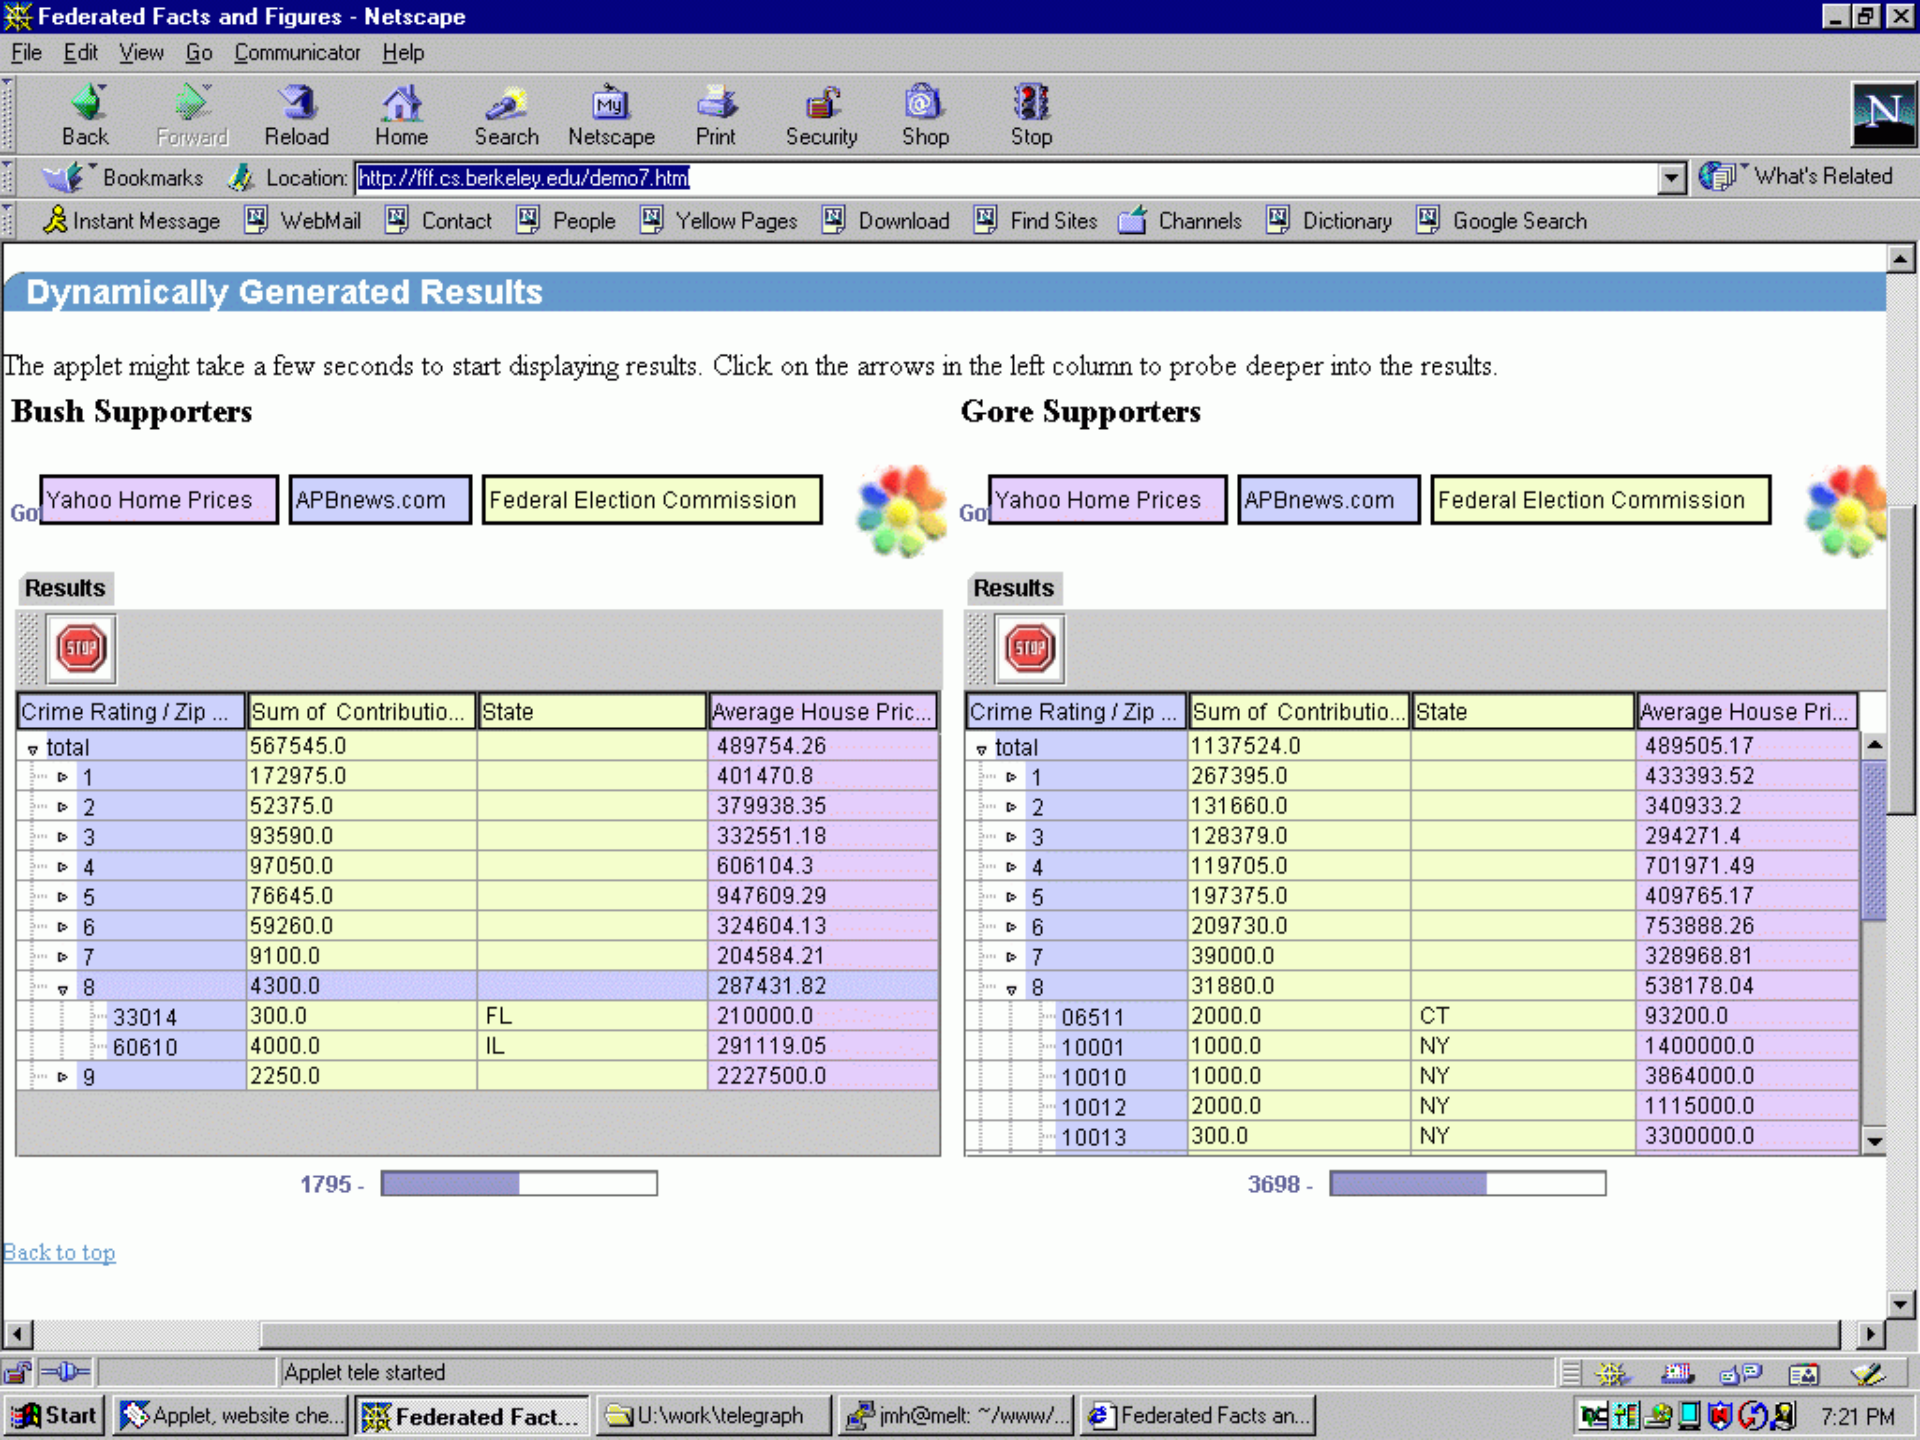 Federated Facts and Figures - Netscape
File Edit View Go Communicator Help
Back Forward Reload Home Search Netscape Print Security Shop Stop
My
N
Bookmarks Location: http://fff.cs.berkeley.edu/demo7.html What's Related
Instant Message WebMail Contact People Yellow Pages Download Find Sites Channels Dictionary Google Search
Dynamically Generated Results
The applet might take a few seconds to start displaying results. Click on the arrows in the left column to probe deeper into the results.
Bush Supporters Gore Supporters
Got Yahoo Home Prices APBnews.com Federal Election Commission Got Yahoo Home Prices APBnews.com Federal Election Commission
Results Results
STOP STOP
Crime Rating / Zip ... Sum of Contributio... State Average House Pric... Crime Rating / Zip ... Sum of Contributio... State Average House Pri...
total 567545.0 489754.26 total 1137524.0 489505.17
1 172975.0 401470.8 1 267395.0 433393.52
2 52375.0 379938.35 2 131660.0 340933.2
3 93590.0 332551.18 3 128379.0 294271.4
4 97050.0 606104.3 4 119705.0 701971.49
5 76645.0 947609.29 5 197375.0 409765.17
6 59260.0 324604.13 6 209730.0 753888.26
7 9100.0 204584.21 7 39000.0 328968.81
8 4300.0 287431.82 8 31880.0 538178.04
33014 300.0 FL 210000.0 06511 2000.0 CT 93200.0
60610 4000.0 IL 291119.05 10001 1000.0 NY 1400000.0
9 2250.0 2227500.0 10010 1000.0 NY 3864000.0
10012 2000.0 NY 1115000.0
10013 300.0 NY 3300000.0
1795 - 3698 -
Back to top
Applet tele started
Start Applet, website che... Federated Fact... U:\work\telegraph jmh@melt: ~/www/... Federated Facts an... 7:21 PM